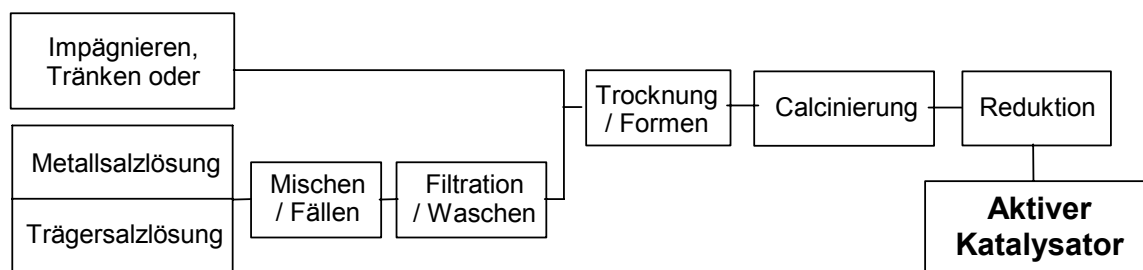 Impägnieren,
Tränken oder
Metallsalzlösung
Trägersalzlösung
Mischen
/ Fällen
Filtration
/ Waschen
Trocknung
/ Formen
Calcinierung
Reduktion
Aktiver
Katalysator